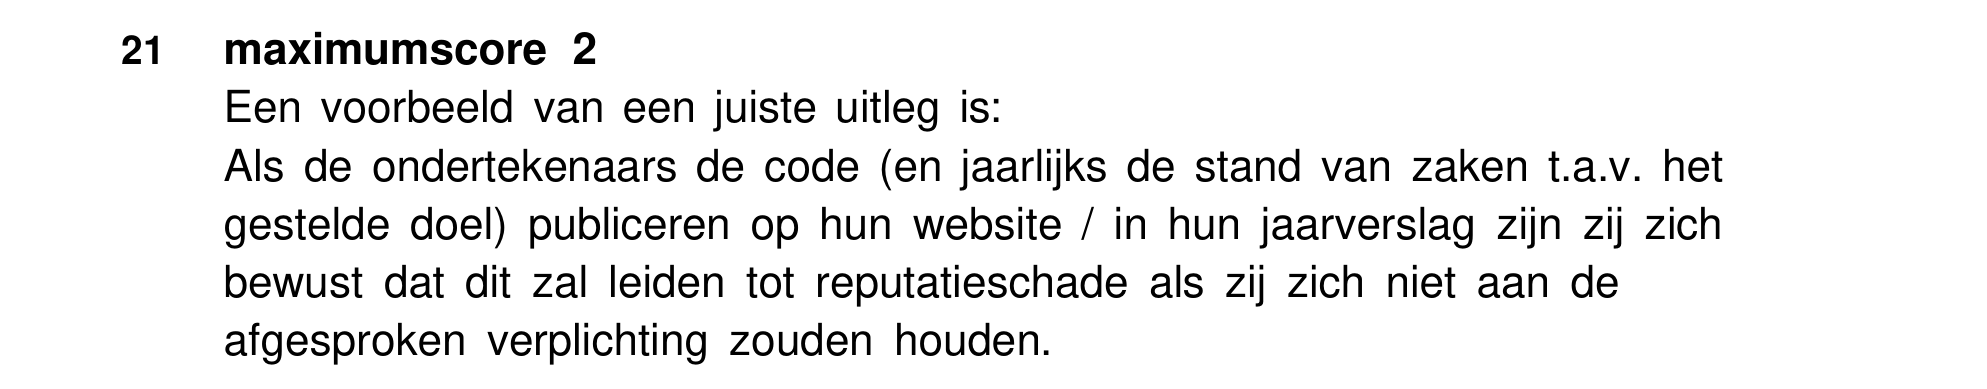 21 maximumscore 2
Een voorbeeld van een juiste uitleg is:
Als de ondertekenaars de code (en jaarlijks de stand van zaken t.a.v. het
gestelde doel) publiceren op hun website / in hun jaarverslag zijn zij zich
bewust dat dit zal leiden tot reputatieschade als zij zich niet aan de
afgesproken verplichting zouden houden.